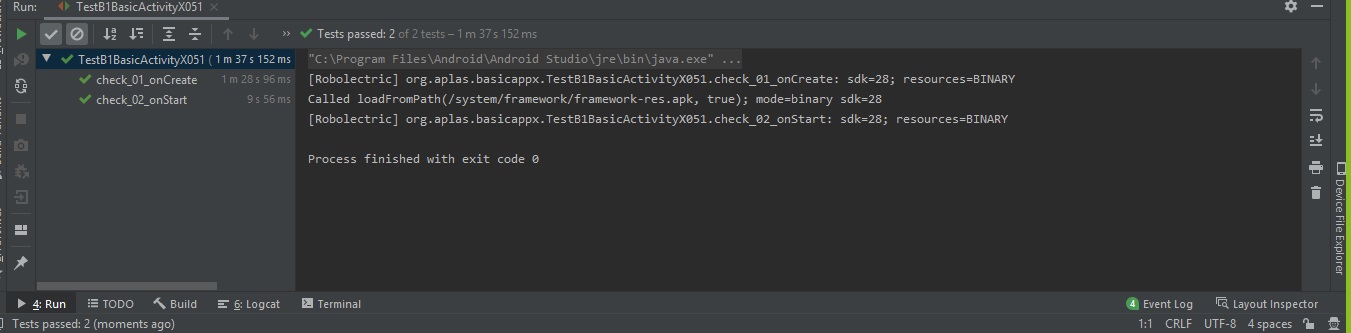 Run: TestB1BasicActivityX051
Tests passed: 2 of 2 tests – 1 m 37 s 152 ms
TestB1BasicActivityX051 ( 1 m 37 s 152 ms
check_01_onCreate 1 m 28 s 96 ms
check_02_onStart 9 s 56 ms
"C:\Program Files\Android\Android Studio\jre\bin\java.exe" ...
[Robolectric] org.aplas.basicappx.TestB1BasicActivityX051.check_01_onCreate: sdk=28; resources=BINARY
Called loadFromPath(/system/framework/framework-res.apk, true); mode=binary sdk=28
[Robolectric] org.aplas.basicappx.TestB1BasicActivityX051.check_02_onStart: sdk=28; resources=BINARY
Process finished with exit code 0
Device File Explorer
4: Run TODO Build 6: Logcat Terminal 4 Event Log Layout Inspector
Tests passed: 2 (moments ago) 1:1 CRLF UTF-8 4 spaces